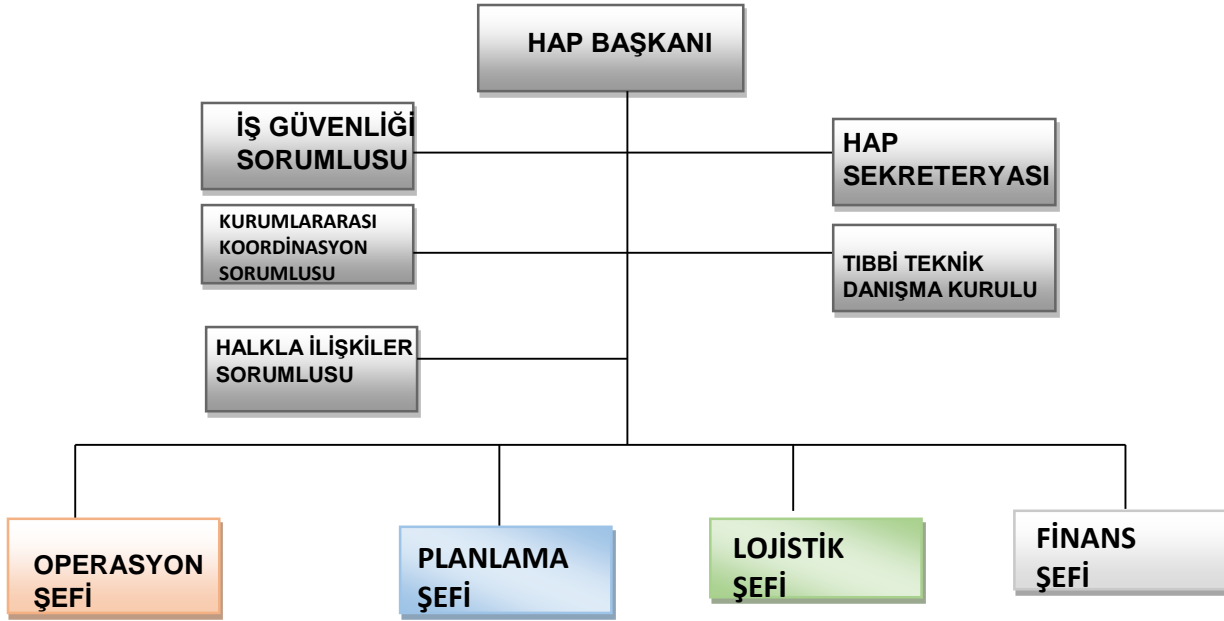 HAP BAŞKANI
İŞ GÜVENLİĞİ
SORUMLUSU
HAP
SEKRETERYASI
KURUMLARARASI
KOORDİNASYON
SORUMLUSU
TIBBİ TEKNİK
DANIŞMA KURULU
HALKLA İLİŞKİLER
SORUMLUSU
OPERASYON
ŞEFİ
PLANLAMA
ŞEFİ
LOJİSTİK
ŞEFİ
FİNANS
ŞEFİ